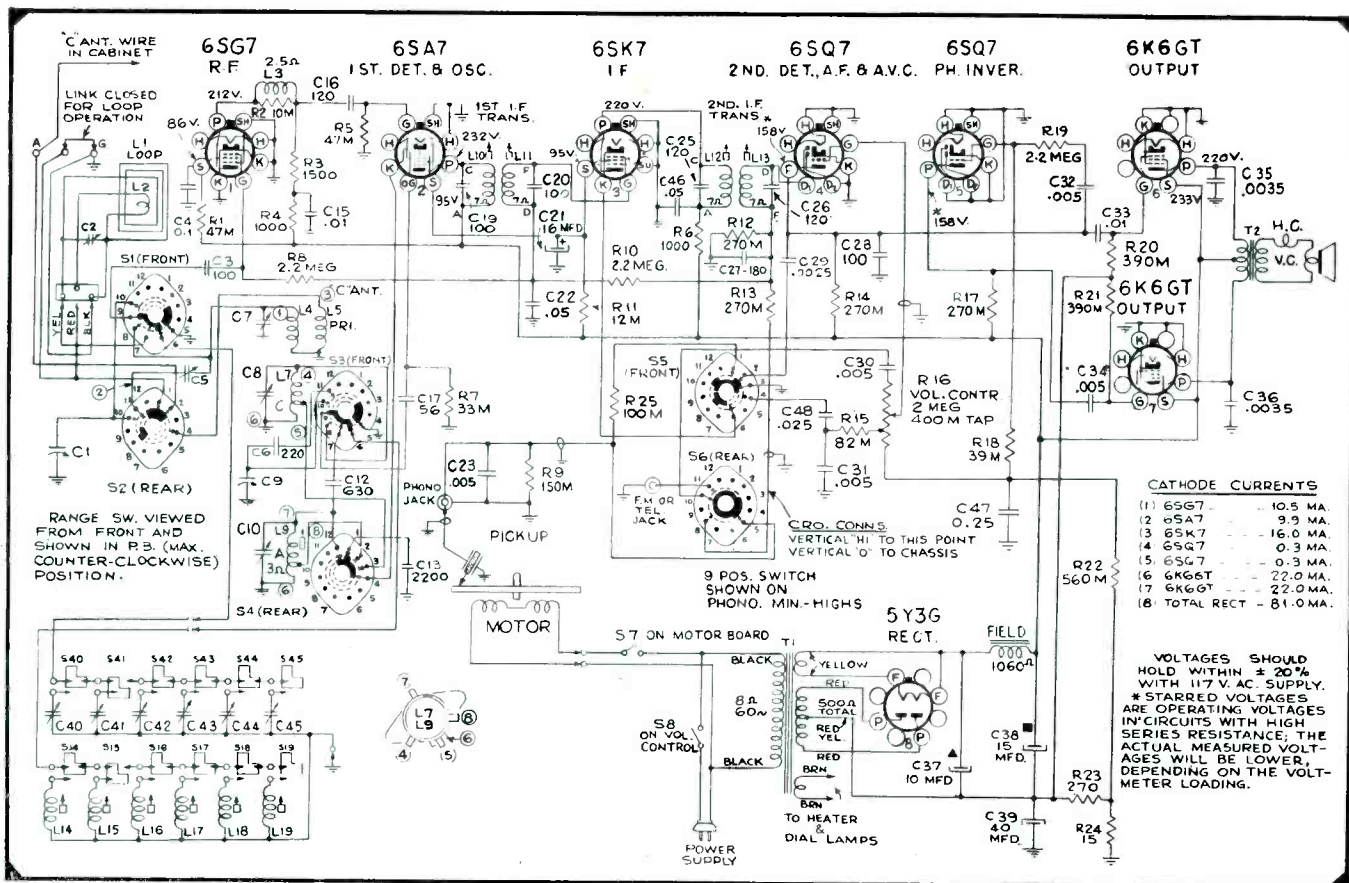 "C" ANT. WIRE
IN CABINET
LINK CLOSED
FOR LOOP
OPERATION
A
G
L1
LOOP
L2
C2
6SG7
R.F.
212V.
2.5Ω
L3
R2 10M
86V.
C16
120
R5
47M
R3
1500
C4
0.1
R1
47M
R4
1000
C15
.01
6SA7
1ST. DET. & OSC.
1ST. I.F
TRANS.
232V.
L10
L11
7Ω
7Ω
95V
C19
100
C20
100
C21
16 MFD
6SK7
I F
220 V.
95V.
C25
120
C46
.05
2ND. I.F.
TRANS
L12
L13
7Ω
7Ω
6SQ7
2ND. DET., A.F. & A.V.C.
* 158V
C26
120
6SQ7
PH. INVER.
* 158V.
R19
2.2 MEG
C32
.005
6K6GT
OUTPUT
220V.
233V
C35
.0035
C33
.01
T2
H.C.
V.C.
S1 (FRONT)
C3
100
R8
2.2 MEG
R10
2.2 MEG.
R6
1000
R12
270 M
C27-180
C29
.0025
C28
100
R20
390M
6K6GT
OUTPUT
YEL
RED
BLK
C7
L4
L5
PRI.
C'ANT.
C22
.05
R11
12 M
R13
270M
R14
270 M
R17
270 M
R21
390M
C5
C8
L7
C
S3 (FRONT)
C17
56
R7
33M
S5
(FRONT)
R25
100 M
C30
.005
C48
.025
R15
82 M
R16
VOL. CONTR
2 MEG
400 M TAP
C34
.005
C36
.0035
C1
S2 (REAR)
C6
220
C9
C12
630
C23
.005
R9
150M
PHONO
JACK
S6 (REAR)
C31
.005
R18
39 M
C47
0.25
F.M OR
TEL.
JACK
RANGE SW. VIEWED
FROM FRONT AND
SHOWN IN P.B. (MAX.
COUNTER-CLOCKWISE)
POSITION.
C10
L9
A
3Ω
S4 (REAR)
C13
2200
PICKUP
CRO. CONNS.
VERTICAL "HI" TO THIS POINT
VERTICAL "O" TO CHASSIS
9 POS. SWITCH
SHOWN ON
PHONO. MIN.-HIGHS
R22
560 M
CATHODE CURRENTS
(1) 6SG7 - 10.5 MA.
(2 6SA7 - 9.9 MA.
(3 6SK7 - 16.0 MA.
(4 6SQ7 0.3 MA.
(5) 6SG7 - 0.3 MA.
(6 6K6GT - 22.0 MA.
(7 6K6GT - 22.0 MA.
(8) TOTAL RECT - 81.0 MA.
MOTOR
S7 ON MOTOR BOARD
T1
BLACK
8Ω
60~
BLACK
YELLOW
RED
500Ω
TOTAL
RED
YEL.
RED
BRN
BRN
TO HEATER
&
DIAL LAMPS
5Y3G
RECT.
FIELD
1060Ω
S8
ON VOL.
CONTROL
POWER
SUPPLY
C37
10 MFD
C38
15
MFD.
C39
40
MFD.
R23
270
R24
15
VOLTAGES SHOULD
HOLD WITHIN ± 20%
WITH 117 V. AC. SUPPLY.
* STARRED VOLTAGES
ARE OPERATING VOLTAGES
IN CIRCUITS WITH HIGH
SERIES RESISTANCE; THE
ACTUAL MEASURED VOLT-
AGES WILL BE LOWER,
DEPENDING ON THE VOLT-
METER LOADING.
S40 S41 S42 S43 S44 S45
C40 C41 C42 C43 C44 C45
S14 S15 S16 S17 S18 S19
L14 L15 L16 L17 L18 L19
L7
L9